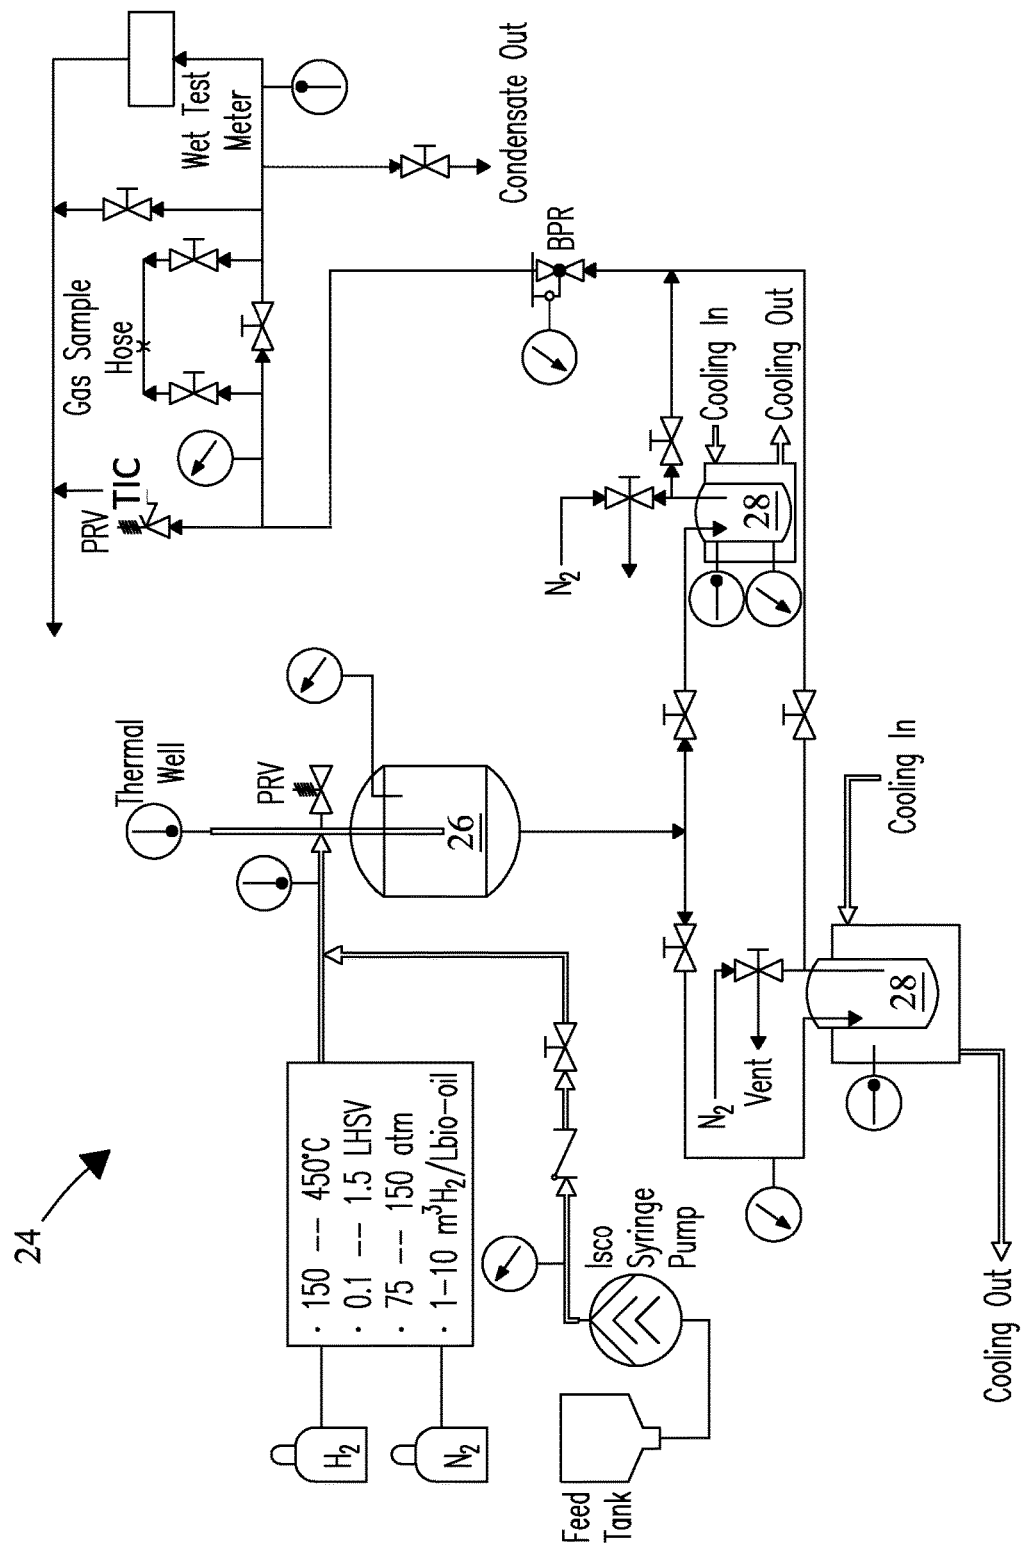 24
H2
N2
• 150 -- 450°C
• 0.1 -- 1.5 LHSV
• 75 -- 150 atm
• 1-10 m³H2/Lbio-oil
Feed
Tank
Isco
Syringe
Pump
Thermal
Well
PRV
26
N2
Vent
28
Cooling In
Cooling Out
N2
28
Cooling In
Cooling Out
BPR
PRV
TIC
Gas Sample
Hose
Wet Test
Meter
Condensate Out